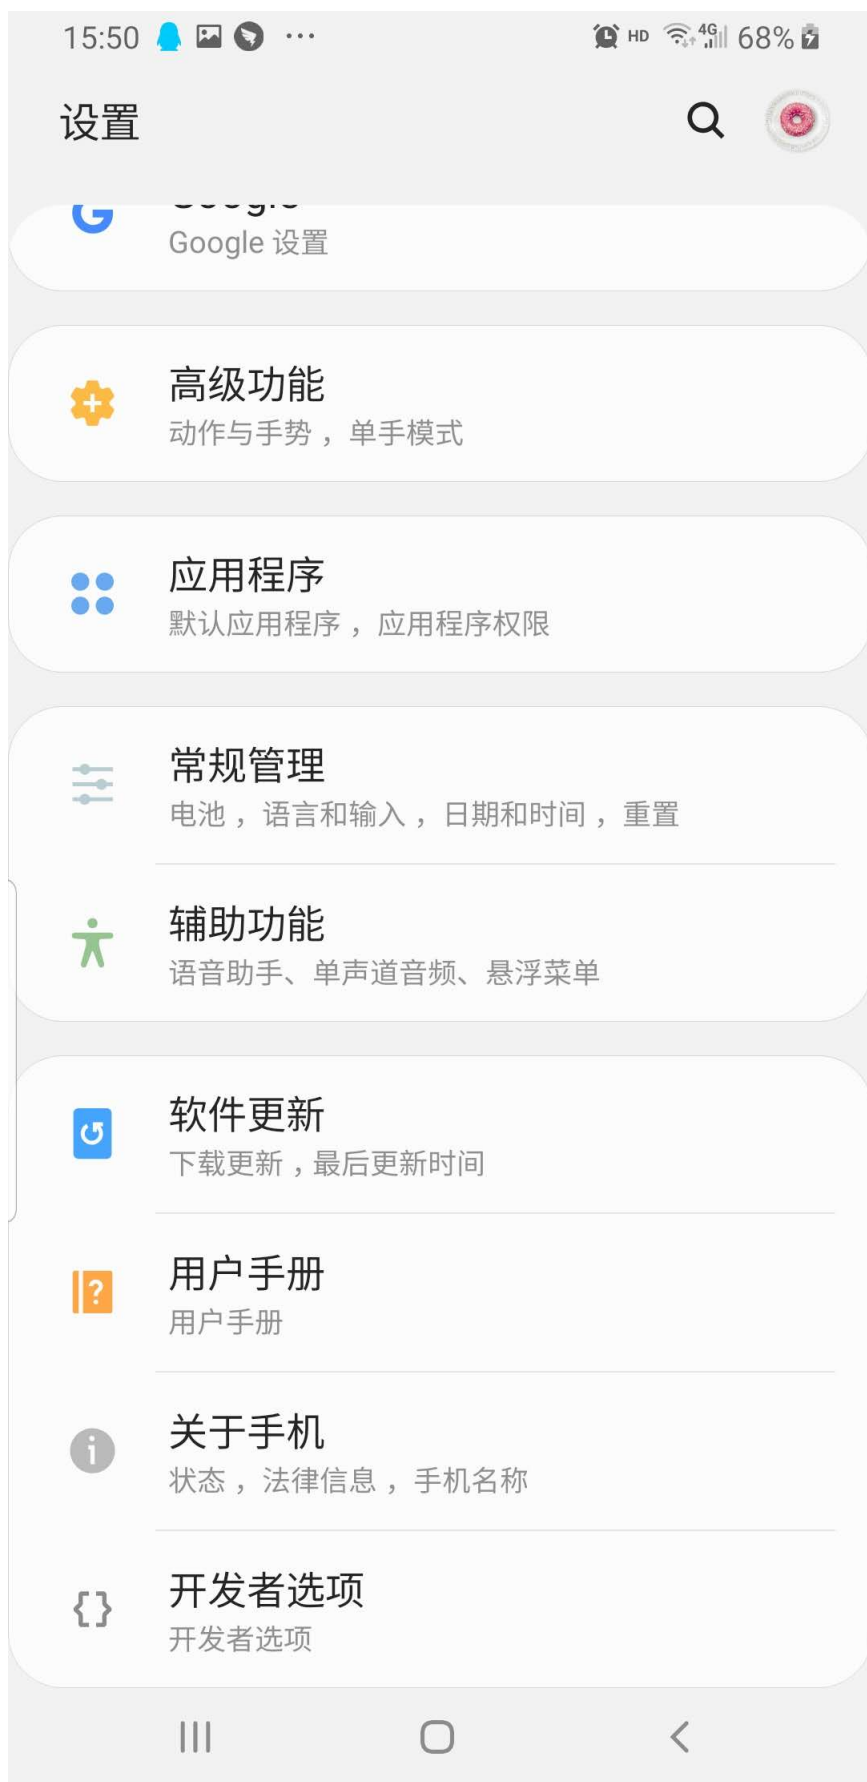 15:50 HD 4G 68%
设置
Google
Google 设置
高级功能
动作与手势，单手模式
应用程序
默认应用程序，应用程序权限
常规管理
电池，语言和输入，日期和时间，重置
辅助功能
语音助手、单声道音频、悬浮菜单
软件更新
下载更新，最后更新时间
用户手册
用户手册
关于手机
状态，法律信息，手机名称
开发者选项
开发者选项